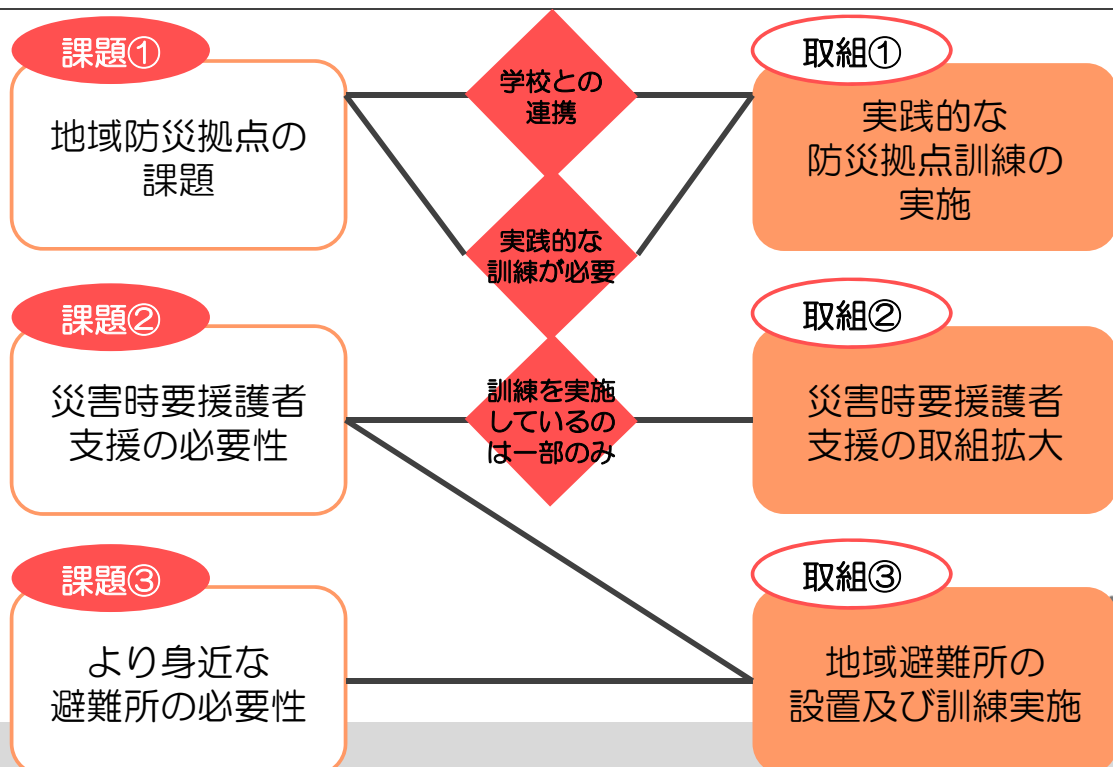 課題①
地域防災拠点の
課題
学校との
連携
実践的な
訓練が必要
取組①
実践的な
防災拠点訓練の
実施
課題②
災害時要援護者
支援の必要性
訓練を実施
しているの
は一部のみ
取組②
災害時要援護者
支援の取組拡大
課題③
より身近な
避難所の必要性
取組③
地域避難所の
設置及び訓練実施